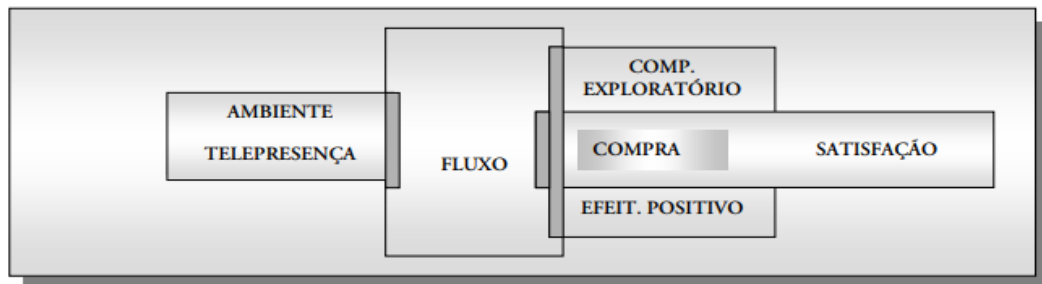 AMBIENTE
TELEPRESENÇA
FLUXO
COMP.
EXPLORATÓRIO
COMPRA
SATISFAÇÃO
EFEIT. POSITIVO